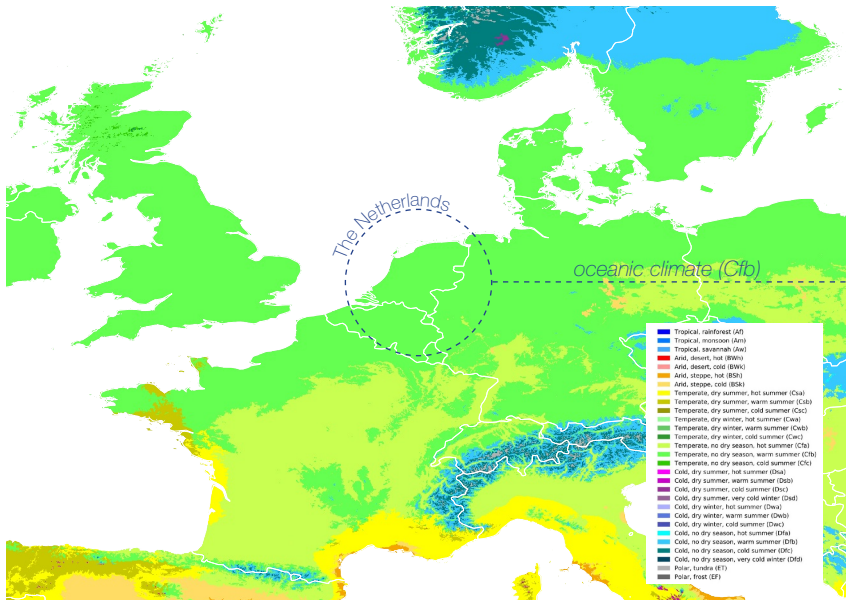 The Netherlands
oceanic climate (Cfb)
Tropical, rainforest (Af)
Tropical, monsoon (Am)
Tropical, savannah (Aw)
Arid, desert, hot (BWh)
Arid, desert, cold (BWk)
Arid, steppe, hot (BSh)
Arid, steppe, cold (BSk)
Temperate, dry summer, hot summer (Csa)
Temperate, dry summer, warm summer (Csb)
Temperate, dry summer, cold summer (Csc)
Temperate, dry winter, hot summer (Cwa)
Temperate, dry winter, warm summer (Cwb)
Temperate, dry winter, cold summer (Cwc)
Temperate, no dry season, hot summer (Cfa)
Temperate, no dry season, warm summer (Cfb)
Temperate, no dry season, cold summer (Cfc)
Cold, dry summer, hot summer (Dsa)
Cold, dry summer, warm summer (Dsb)
Cold, dry summer, cold summer (Dsc)
Cold, dry summer, very cold winter (Dsd)
Cold, dry winter, hot summer (Dwa)
Cold, dry winter, warm summer (Dwb)
Cold, dry winter, cold summer (Dwc)
Cold, no dry season, hot summer (Dfa)
Cold, no dry season, warm summer (Dfb)
Cold, no dry season, cold summer (Dfc)
Cold, no dry season, very cold winter (Dfd)
Polar, tundra (ET)
Polar, frost (EF)